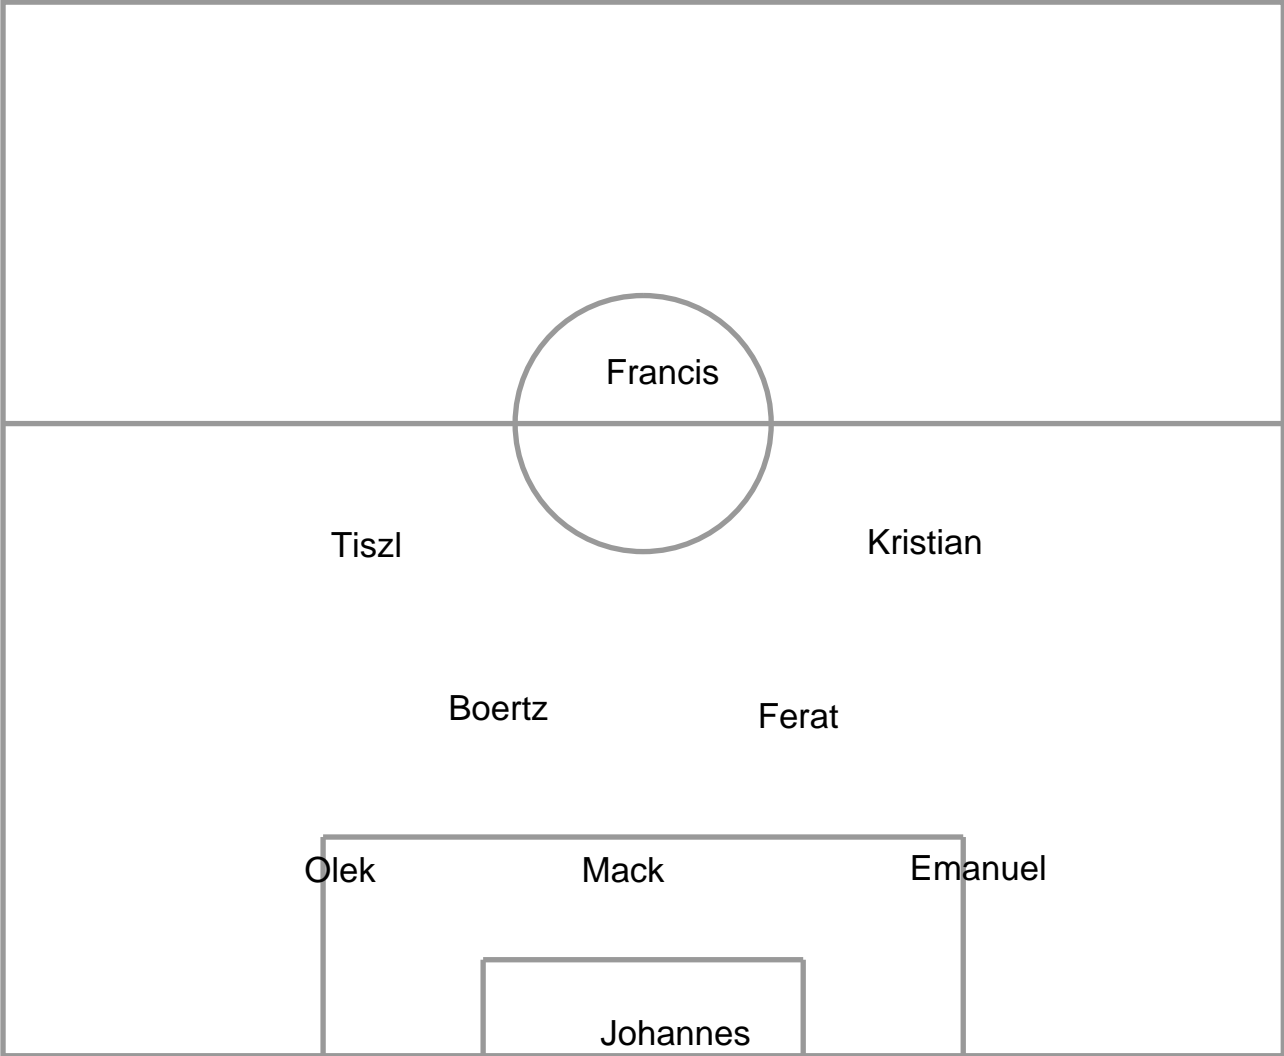 Francis
Tiszl
Kristian
Boertz
Ferat
Olek
Mack
Emanuel
Johannes